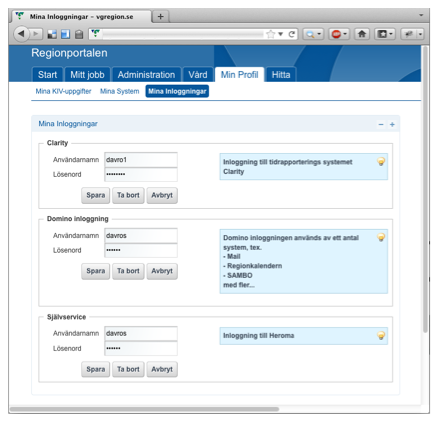 Mina Inloggningar - vgregion.se
Regionportalen
Start Mitt jobb Administration Vård Min Profil Hitta
Mina KIV-uppgifter Mina System Mina Inloggningar
Mina Inloggningar
Clarity
Användarnamn davro1
Lösenord ••••••••
Inloggning till tidrapporterings systemet
Clarity
Spara Ta bort Avbryt
Domino inloggning
Användarnamn davros
Lösenord ••••••
Domino inloggningen används av ett antal
system, tex.
- Mail
- Regionkalendern
- SAMBO
med fler...
Spara Ta bort Avbryt
Självservice
Användarnamn davros
Lösenord ••••••
Inloggning till Heroma
Spara Ta bort Avbryt